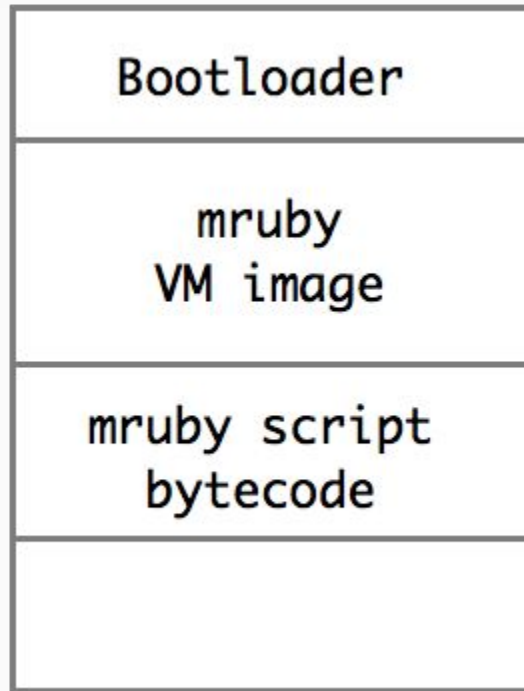 Bootloader
mruby
VM image
mruby script
bytecode